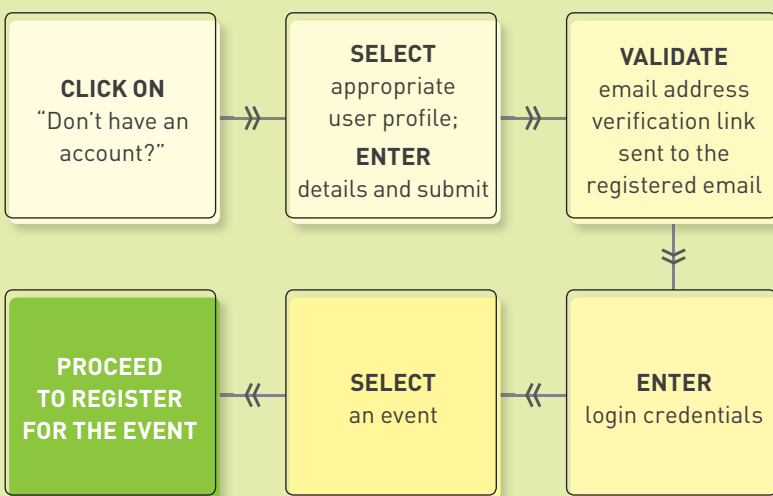 CLICK ON
“Don’t have an
account?”
SELECT
appropriate
user profile;
ENTER
details and submit
VALIDATE
email address
verification link
sent to the
registered email
ENTER
login credentials
SELECT
an event
PROCEED
TO REGISTER
FOR THE EVENT